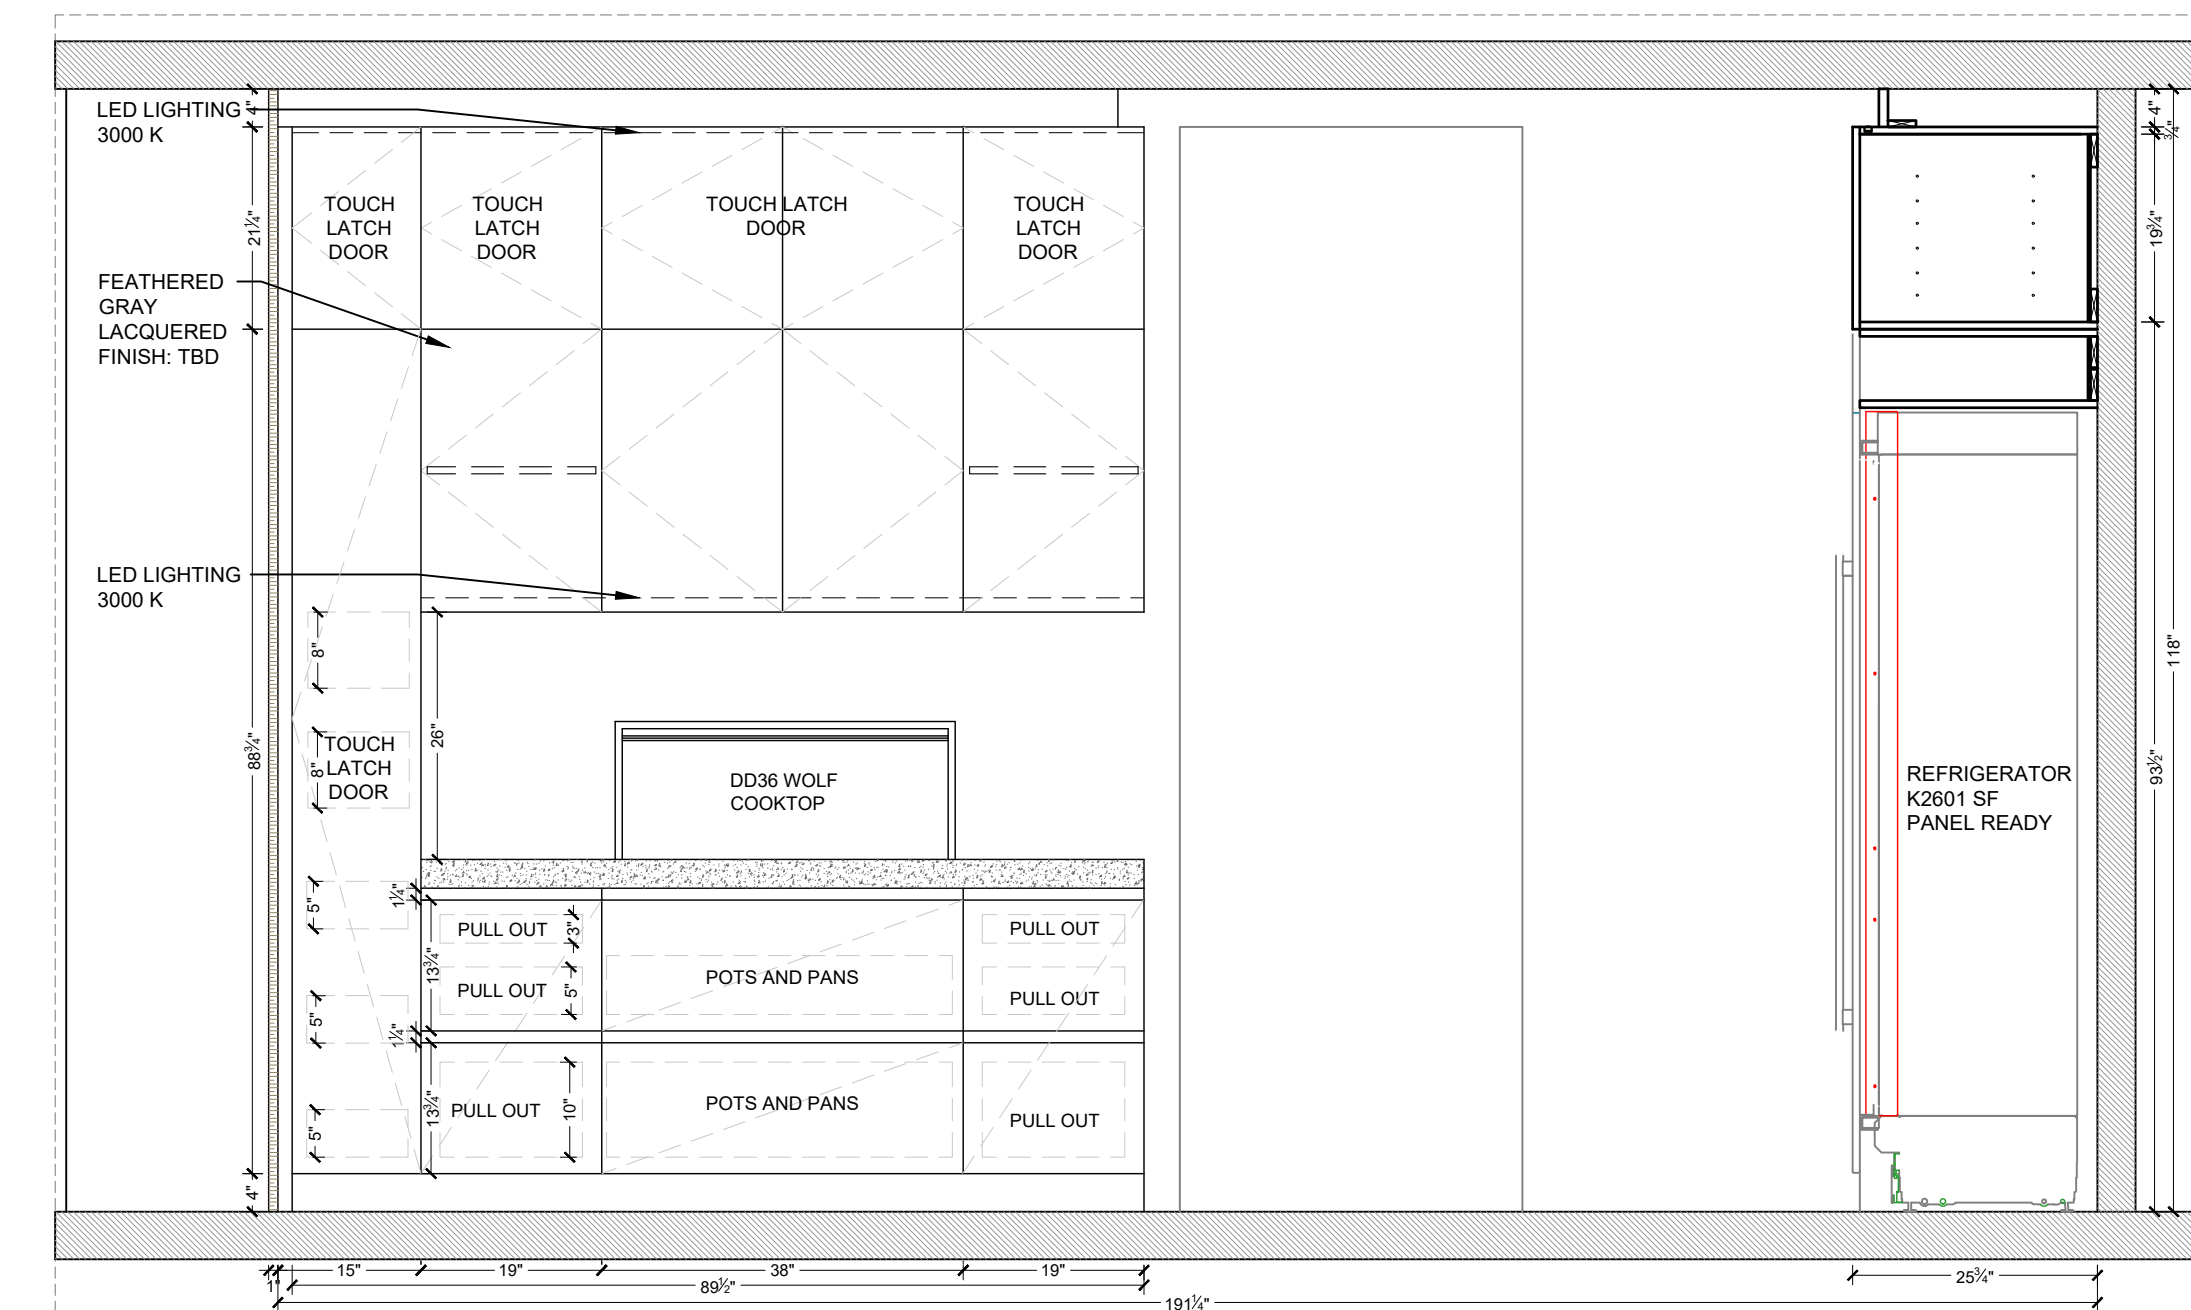 LED LIGHTING
3000 K
4"
4"
¾"
TOUCH
LATCH
DOOR
TOUCH
LATCH
DOOR
TOUCH LATCH
DOOR
TOUCH
LATCH
DOOR
21¼"
19¾"
FEATHERED
GRAY
LACQUERED
FINISH: TBD
LED LIGHTING
3000 K
8"
118"
26"
88¾"
8"
TOUCH
LATCH
DOOR
DD36 WOLF
COOKTOP
93½"
REFRIGERATOR
K2601 SF
PANEL READY
5"
1¼"
PULL OUT
3"
PULL OUT
13¾"
PULL OUT
5"
POTS AND PANS
PULL OUT
5"
1¼"
13¾"
PULL OUT
10"
POTS AND PANS
PULL OUT
5"
4"
1"
15"
19"
38"
19"
89½"
25¾"
191¼"